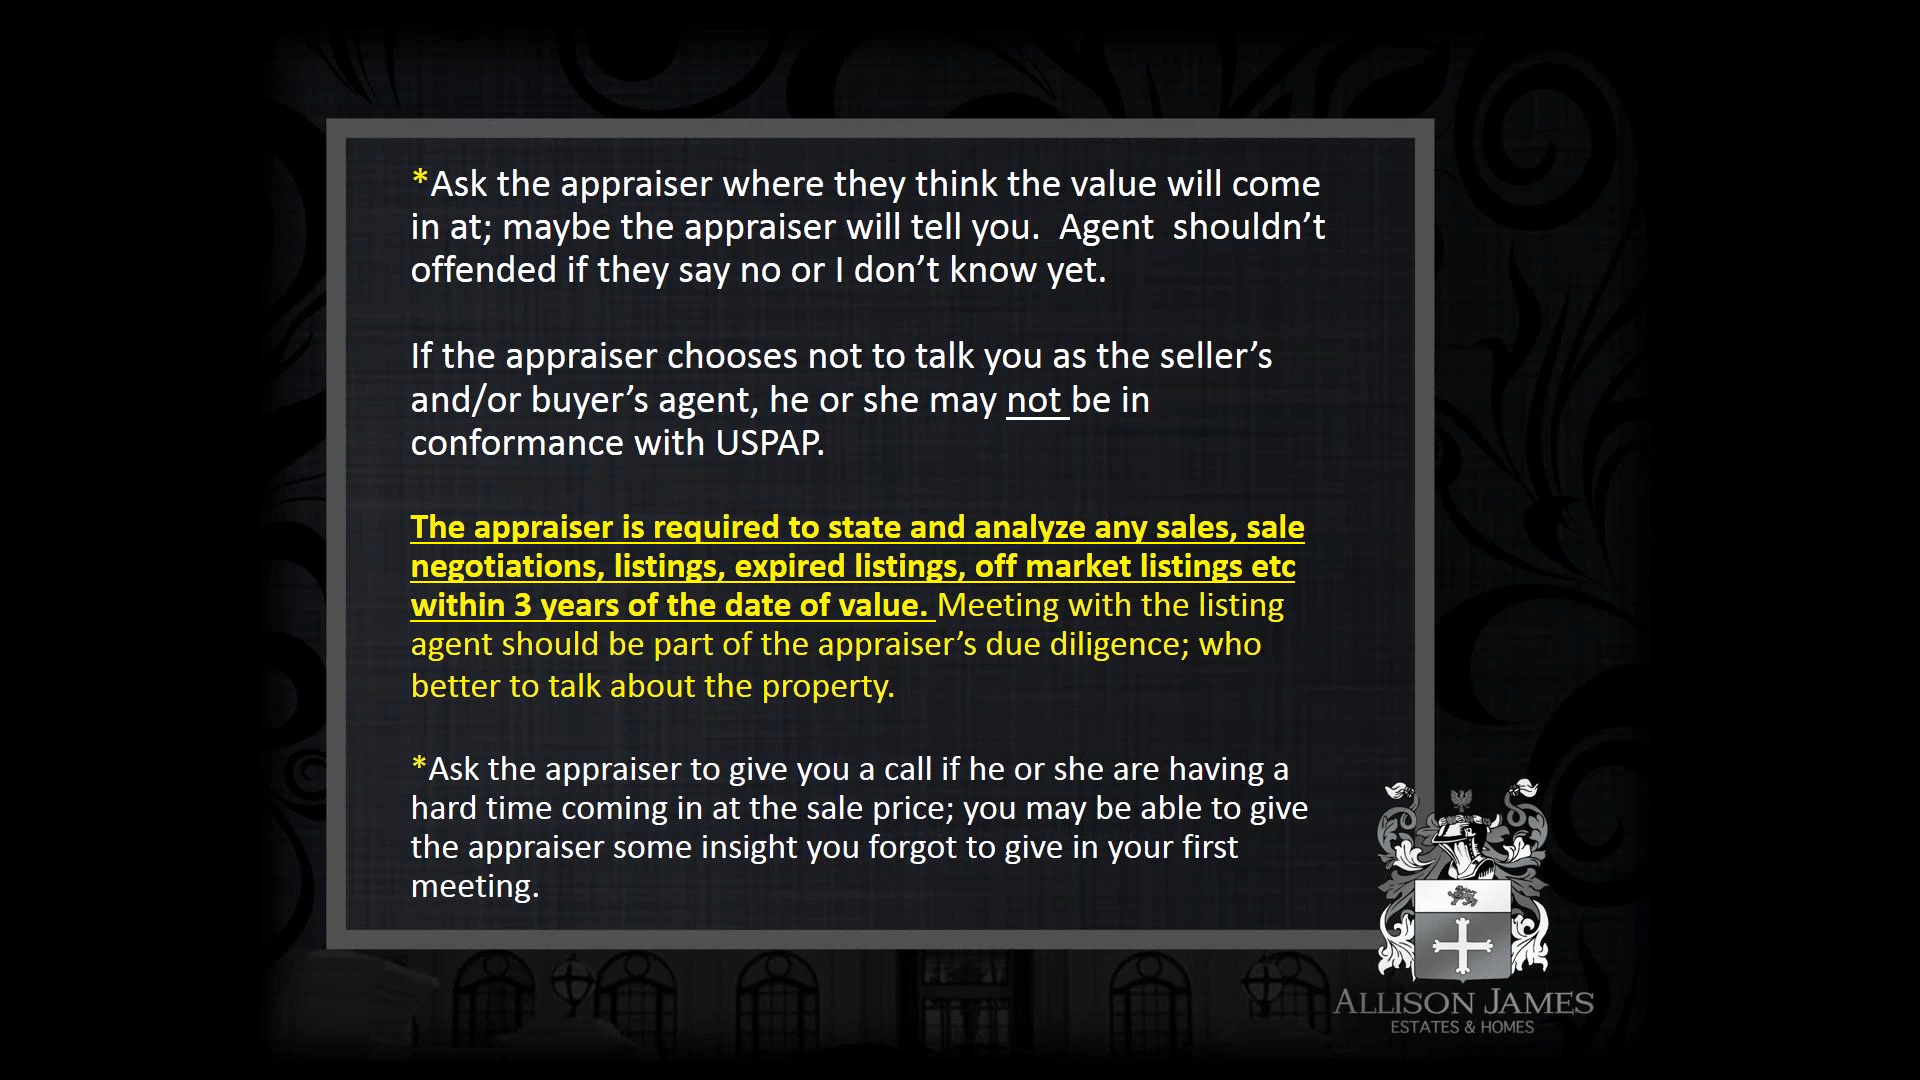 *Ask the appraiser where they think the value will come
in at; maybe the appraiser will tell you.  Agent  shouldn’t
offended if they say no or I don’t know yet.
If the appraiser chooses not to talk you as the seller’s
and/or buyer’s agent, he or she may not be in
conformance with USPAP.
The appraiser is required to state and analyze any sales, sale
negotiations, listings, expired listings, off market listings etc
within 3 years of the date of value. Meeting with the listing
agent should be part of the appraiser’s due diligence; who
better to talk about the property.
*Ask the appraiser to give you a call if he or she are having a
hard time coming in at the sale price; you may be able to give
the appraiser some insight you forgot to give in your first
meeting.
ALLISON JAMES
ESTATES & HOMES